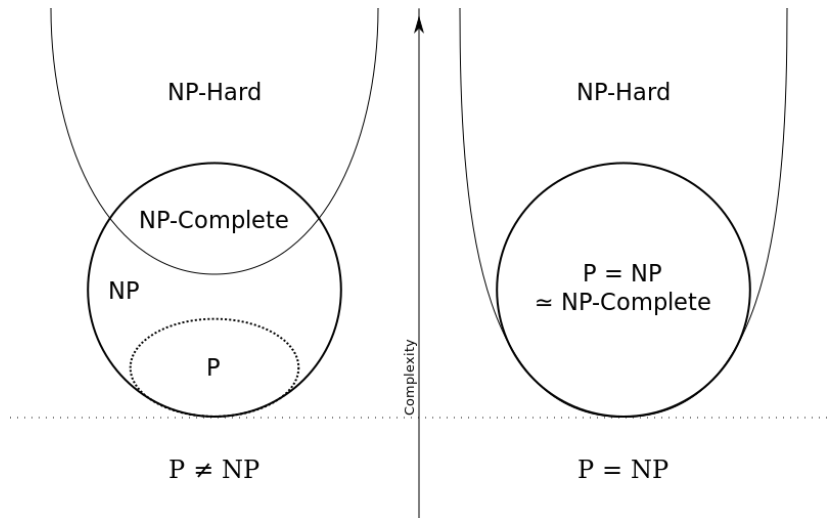 NP-Hard
NP-Complete
NP
P
P ≠ NP
Complexity
NP-Hard
P = NP
≃ NP-Complete
P = NP